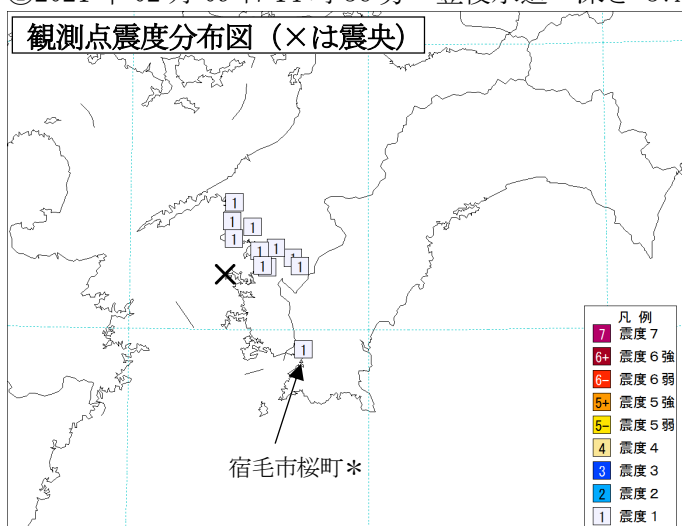 観測点震度分布図（×は震央）
1
1
1
1
1
1
1
1
1
1
宿毛市桜町＊
凡 例
7 震度７
6+ 震度６強
6- 震度６弱
5+ 震度５強
5- 震度５弱
4 震度４
3 震度３
2 震度２
1 震度１